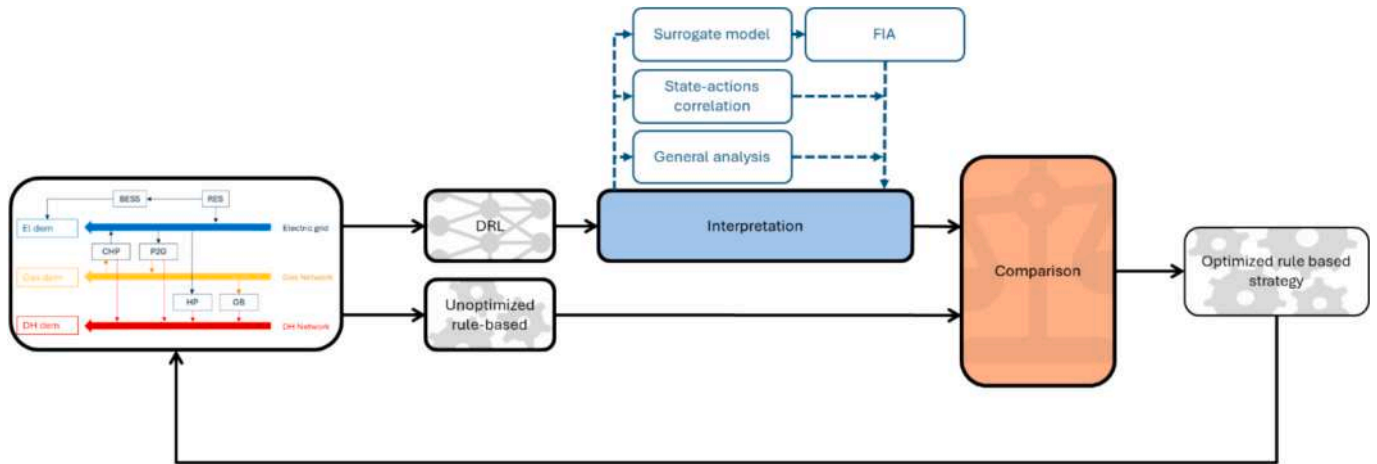 Surrogate model
FIA
State-actions
correlation
General analysis
BESS
RES
El dem
Electric grid
CHP
P2G
Gas dem
Gas Network
HP
GB
DH dem
DH Network
DRL
Interpretation
Unoptimized
rule-based
Comparison
Optimized rule based
strategy